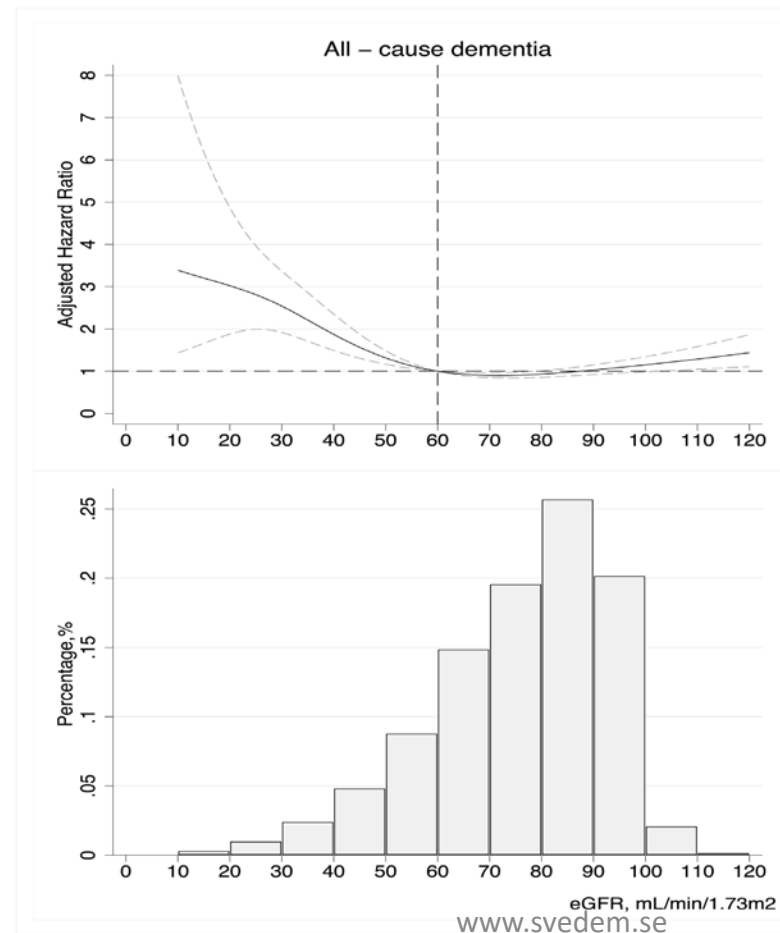 All – cause dementia
Adjusted Hazard Ratio
8
7
6
5
4
3
2
1
0
0 10 20 30 40 50 60 70 80 90 100 110 120
Percentage,%
.25
.2
.15
.1
.05
0
0 10 20 30 40 50 60 70 80 90 100 110 120
eGFR, mL/min/1.73m2
www.svedem.se